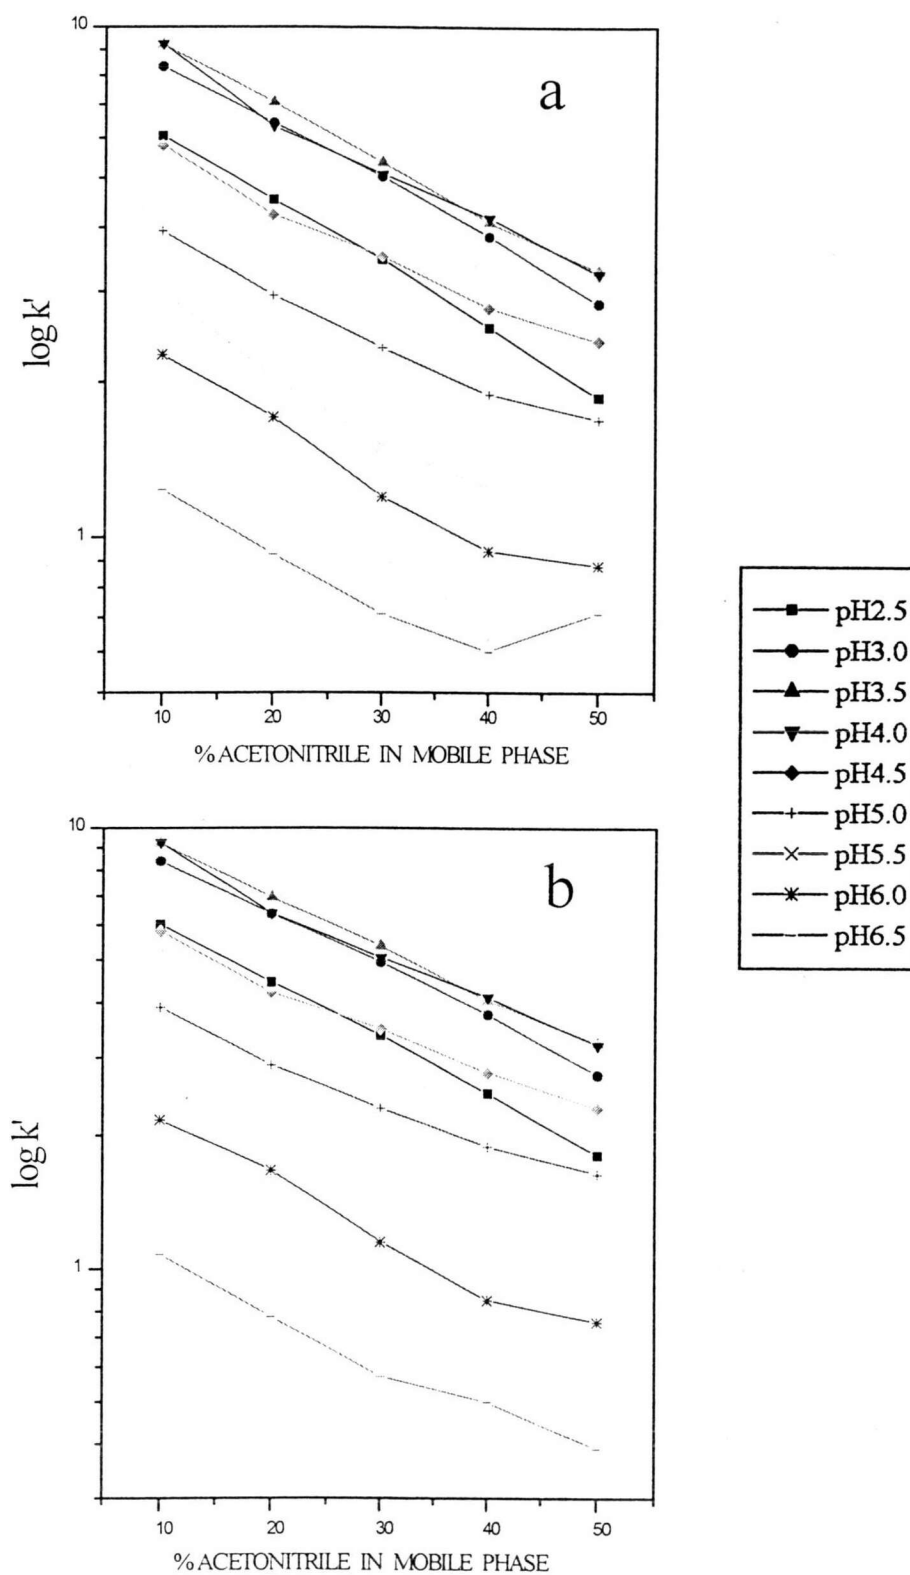 10
a
log k'
1
10 20 30 40 50
% ACETONITRILE IN MOBILE PHASE
pH2.5
pH3.0
pH3.5
pH4.0
pH4.5
pH5.0
pH5.5
pH6.0
pH6.5
10
b
log k'
1
10 20 30 40 50
% ACETONITRILE IN MOBILE PHASE